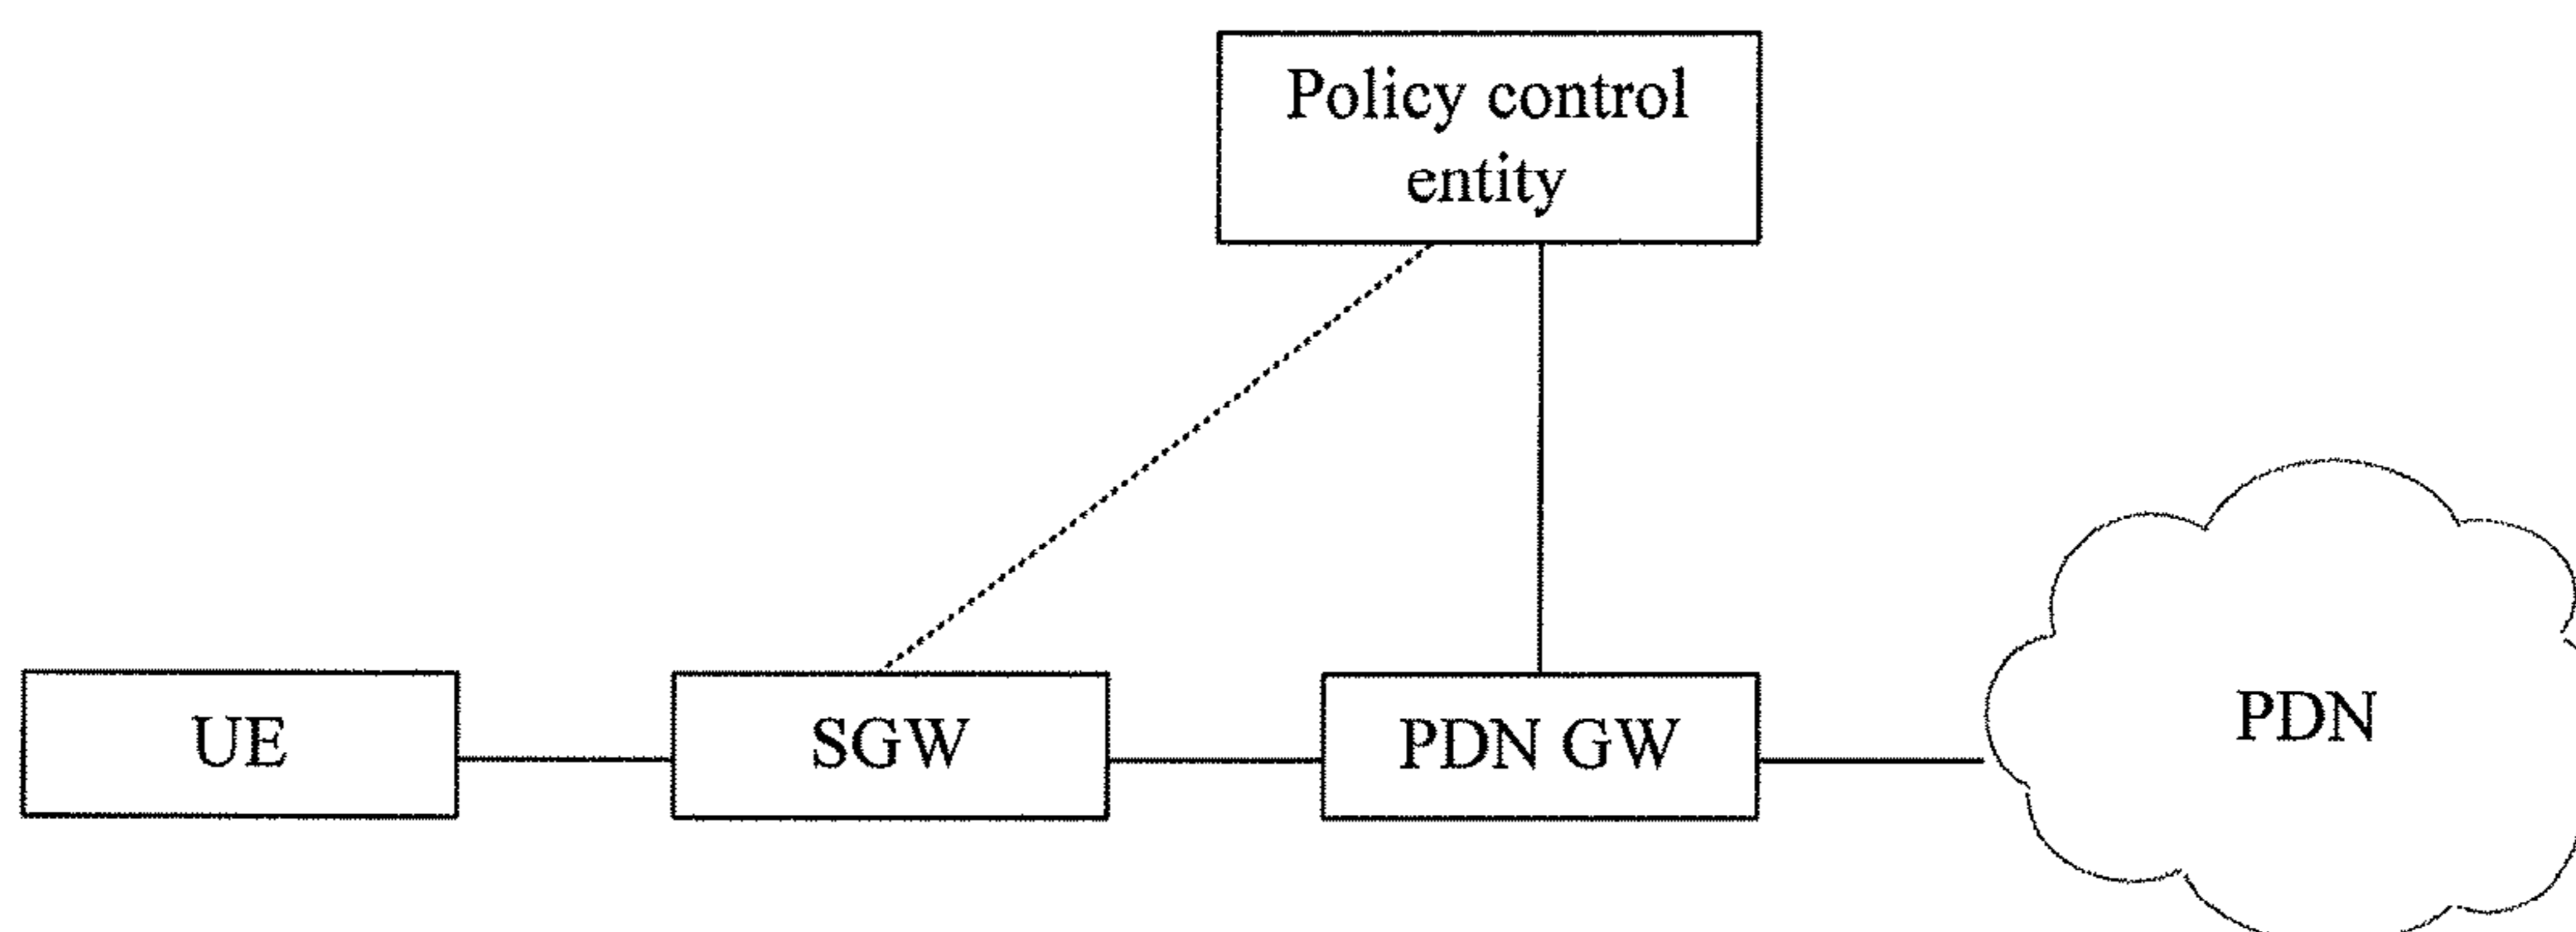 Policy control
entity
UE
SGW
PDN GW
PDN